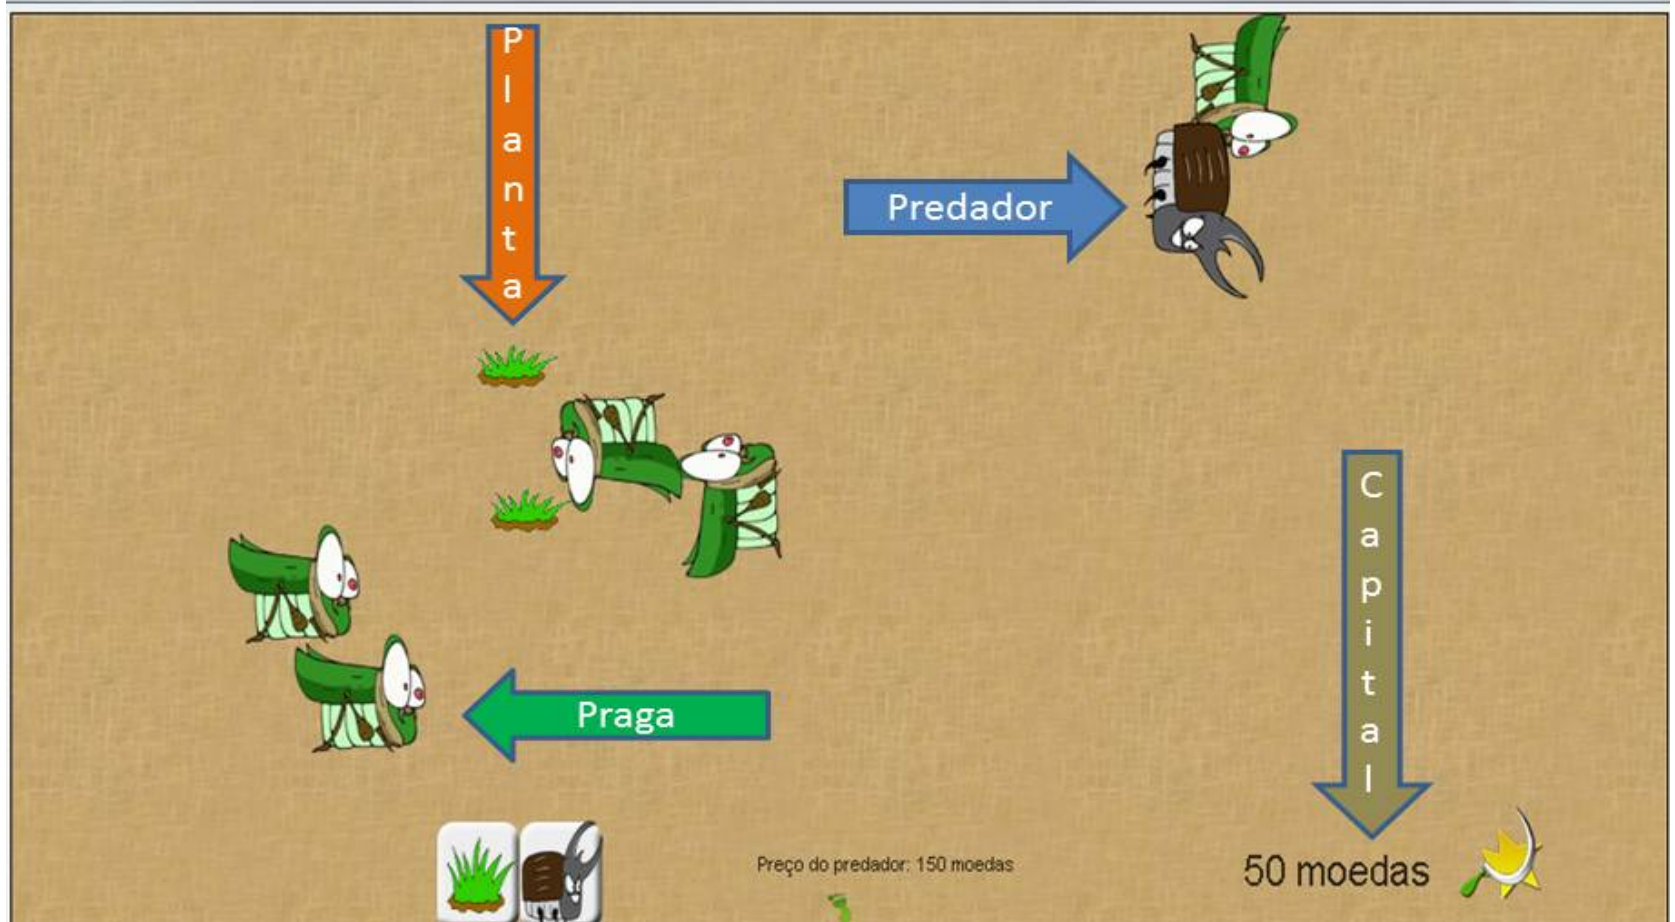 Planta
Predador
Capital
Praga
Preço do predador: 150 moedas
50 moedas